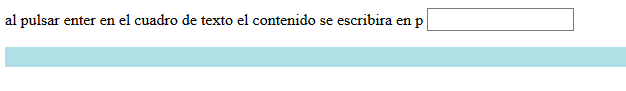 al pulsar enter en el cuadro de texto el contenido se escribira en p